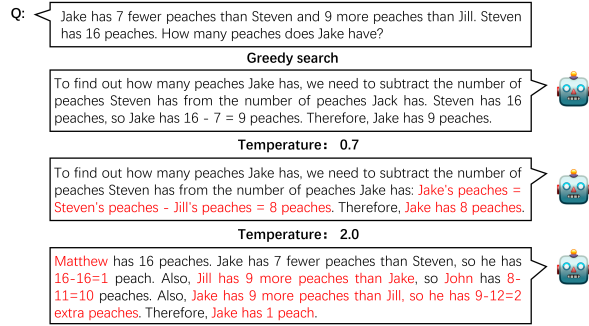 Q:
Jake has 7 fewer peaches than Steven and 9 more peaches than Jill. Steven
has 16 peaches. How many peaches does Jake have?
Greedy search
To find out how many peaches Jake has, we need to subtract the number of
peaches Steven has from the number of peaches Jack has. Steven has 16
peaches, so Jake has 16 - 7 = 9 peaches. Therefore, Jake has 9 peaches.
Temperature: 0.7
To find out how many peaches Jake has, we need to subtract the number of
peaches Steven has from the number of peaches Jake has: Jake's peaches =
Steven's peaches - Jill's peaches = 8 peaches. Therefore, Jake has 8 peaches.
Temperature: 2.0
Matthew has 16 peaches. Jake has 7 fewer peaches than Steven, so he has
16-16=1 peach. Also, Jill has 9 more peaches than Jake, so John has 8-
11=10 peaches. Also, Jake has 9 more peaches than Jill, so he has 9-12=2
extra peaches. Therefore, Jake has 1 peach.